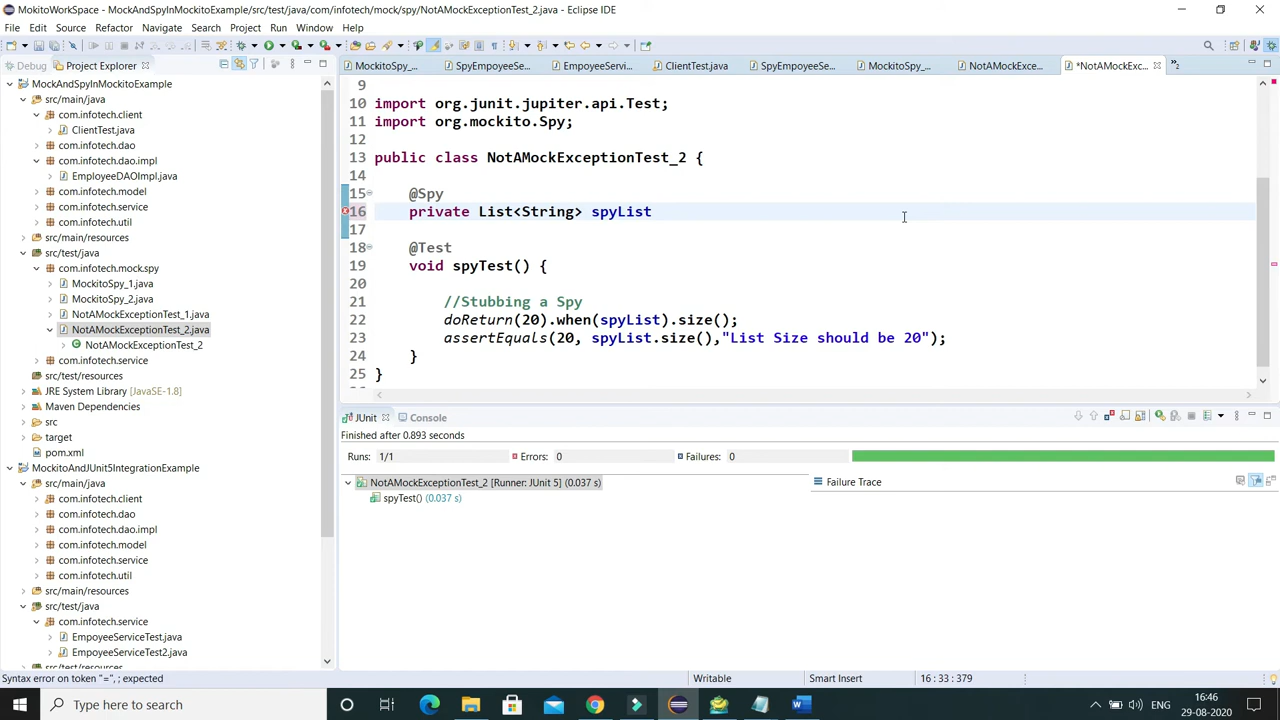 MokitoWorkSpace - MockAndSpyInMockitoExample/src/test/java/com/infotech/mock/spy/NotAMockExceptionTest_2.java - Eclipse IDE
File Edit Source Refactor Navigate Search Project Run Window Help
Debug Project Explorer
MockitoSpy_... SpyEmployeeSe... EmpoyeeServi... ClientTest.java SpyEmpoyeeSe... MockitoSpy_... NotAMockExce... *NotAMockExc... 2
MockAndSpyInMockitoExample
src/main/java
com.infotech.client
ClientTest.java
com.infotech.dao
com.infotech.dao.impl
EmployeeDAOImpl.java
com.infotech.model
com.infotech.service
com.infotech.util
src/main/resources
src/test/java
com.infotech.mock.spy
MockitoSpy_1.java
MockitoSpy_2.java
NotAMockExceptionTest_1.java
NotAMockExceptionTest_2.java
NotAMockExceptionTest_2
com.infotech.service
src/test/resources
JRE System Library [JavaSE-1.8]
Maven Dependencies
src
target
pom.xml
MockitoAndJUnit5IntegrationExample
src/main/java
com.infotech.client
com.infotech.dao
com.infotech.dao.impl
com.infotech.model
com.infotech.service
com.infotech.util
src/main/resources
src/test/java
com.infotech.service
EmpoyeeServiceTest.java
EmpoyeeServiceTest2.java
src/test/resources
9
10 import org.junit.jupiter.api.Test;
11 import org.mockito.Spy;
12
13 public class NotAMockExceptionTest_2 {
14
15 @Spy
16 private List<String> spyList
17
18 @Test
19 void spyTest() {
20
21 //Stubbing a Spy
22 doReturn(20).when(spyList).size();
23 assertEquals(20, spyList.size(),"List Size should be 20");
24 }
25 }
JUnit Console
Finished after 0.893 seconds
Runs: 1/1 Errors: 0 Failures: 0
NotAMockExceptionTest_2 [Runner: JUnit 5] (0.037 s)
spyTest() (0.037 s)
Failure Trace
Syntax error on token "=", ; expected Writable Smart Insert 16 : 33 : 379
Type here to search
ENG
16:46
29-08-2020